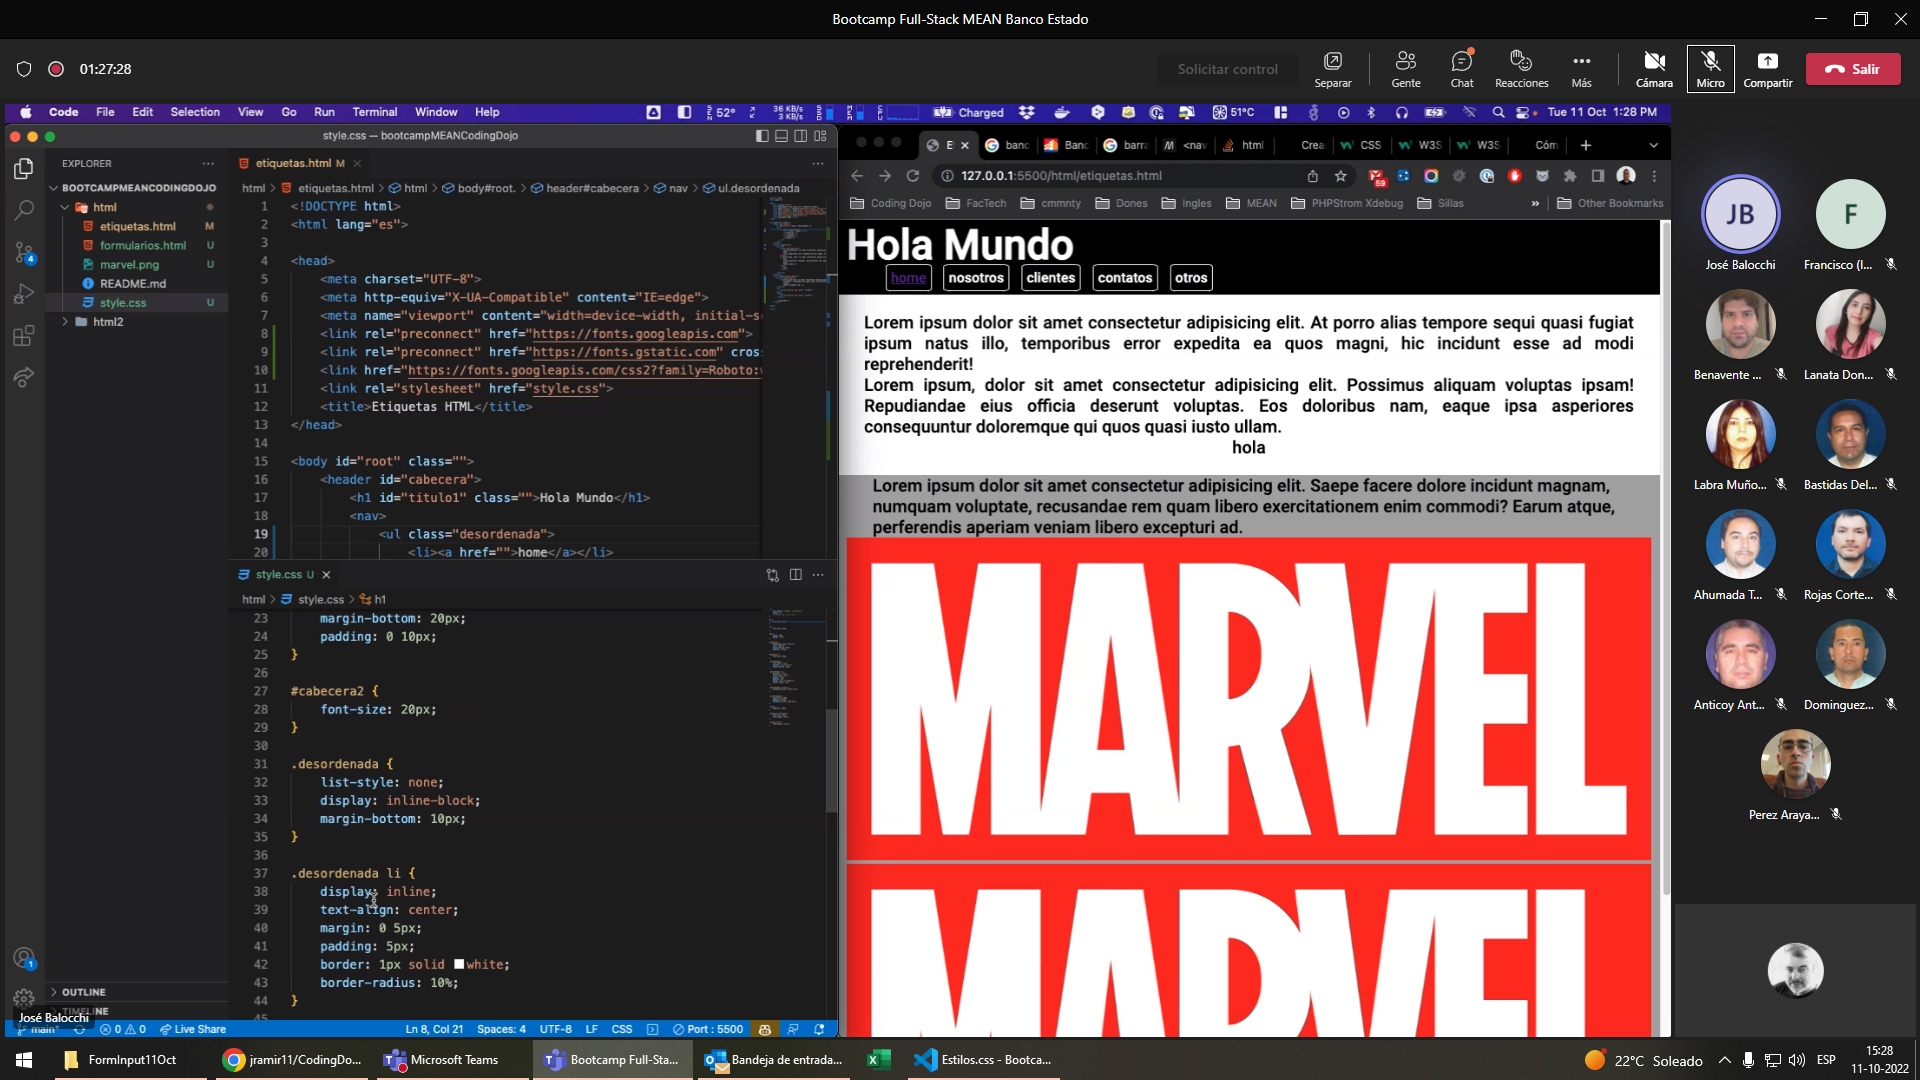 Bootcamp Full-Stack MEAN Banco Estado
01:27:28
Solicitar control
Separar
Gente
Chat
Reacciones
Más
Cámara
Micro
Compartir
Salir
Code File Edit Selection View Go Run Terminal Window Help
52°
36 KB/s
3 KB/s
Charged
51°C
Tue 11 Oct 1:28 PM
style.css — bootcampMEANCodingDojo
EXPLORER
BOOTCAMPMEANCODINGDOJO
html
etiquetas.html M
formularios.html U
marvel.png U
README.md
style.css U
html2
OUTLINE
TIMELINE
etiquetas.html M
html > etiquetas.html > html > body#root. > header#cabecera > nav > ul.desordenada
1 <!DOCTYPE html>
2 <html lang="es">
3
4 <head>
5 <meta charset="UTF-8">
6 <meta http-equiv="X-UA-Compatible" content="IE=edge">
7 <meta name="viewport" content="width=device-width, initial-s
8 <link rel="preconnect" href="https://fonts.googleapis.com">
9 <link rel="preconnect" href="https://fonts.gstatic.com" cros
10 <link href="https://fonts.googleapis.com/css2?family=Roboto:
11 <link rel="stylesheet" href="style.css">
12 <title>Etiquetas HTML</title>
13 </head>
14
15 <body id="root" class="">
16 <header id="cabecera">
17 <h1 id="titulo1" class="">Hola Mundo</h1>
18 <nav>
19 <ul class="desordenada">
20 <li><a href="">home</a></li>
style.css U
html > style.css > h1
23 margin-bottom: 20px;
24 padding: 0 10px;
25 }
26
27 #cabecera2 {
28 font-size: 20px;
29 }
30
31 .desordenada {
32 list-style: none;
33 display: inline-block;
34 margin-bottom: 10px;
35 }
36
37 .desordenada li {
38 display: inline;
39 text-align: center;
40 margin: 0 5px;
41 padding: 5px;
42 border: 1px solid white;
43 border-radius: 10%;
44 }
45
José Balocchi
main*
0 0
Live Share
Ln 8, Col 21 Spaces: 4 UTF-8 LF CSS
Port : 5500
E
banc
Banc
barra
<nav
html
Crea
CSS
W3S
W3S
Cóm
127.0.0.1:5500/html/etiquetas.html
59
Coding Dojo
FacTech
cmmnty
Dones
Ingles
MEAN
PHPStrom Xdebug
Sillas
»
Other Bookmarks
Hola Mundo
home nosotros clientes contatos otros
Lorem ipsum dolor sit amet consectetur adipisicing elit. At porro alias tempore sequi quasi fugiat
ipsum natus illo, temporibus error expedita ea quos magni, hic incidunt esse ad modi
reprehenderit!
Lorem ipsum, dolor sit amet consectetur adipisicing elit. Possimus aliquam voluptas ipsam!
Repudiandae eius officia deserunt voluptas. Eos doloribus nam, eaque ipsa asperiores
consequuntur doloremque qui quos quasi iusto ullam.
hola
Lorem ipsum dolor sit amet consectetur adipisicing elit. Saepe facere dolore incidunt magnam,
numquam voluptate, recusandae rem quam libero exercitationem enim commodi? Earum atque,
perferendis aperiam veniam libero excepturi ad.
MARVEL
MARVEL
JB
José Balocchi
F
Francisco (I...
Benavente ...
Lanata Don...
Labra Muño...
Bastidas Del...
Ahumada T...
Rojas Corte...
Anticoy Ant...
Dominguez...
Perez Araya...
FormInput11Oct
jramir11/CodingDo...
Microsoft Teams
Bootcamp Full-Sta...
Bandeja de entrada...
Estilos.css - Bootca...
22°C Soleado
ESP
15:28
11-10-2022